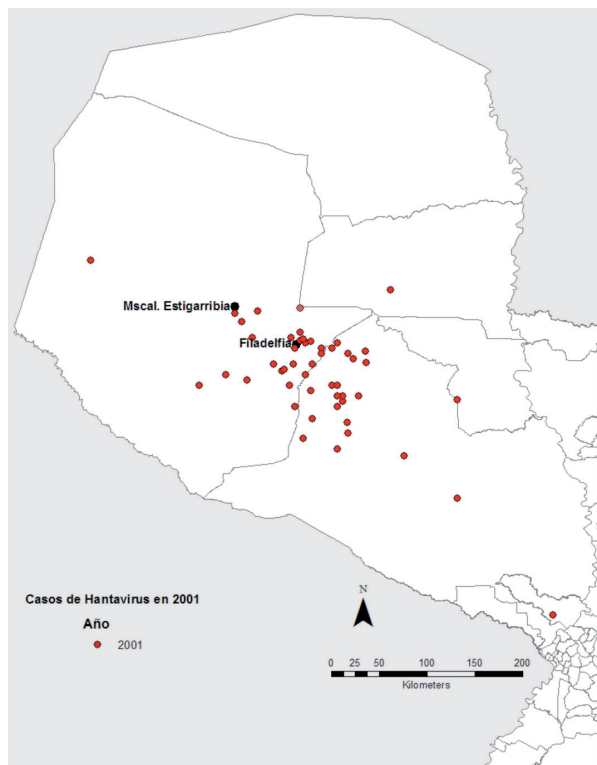 Mscal. Estigarribia
Filadelfia
Casos de Hantavirus en 2001
Año
2001
N
0 25 50 100 150 200
Kilometers